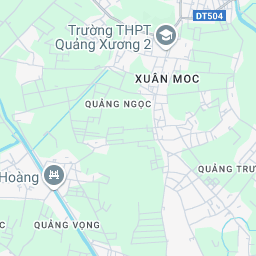 DT504
Trường THPT
Quảng Xương 2
XUÂN MOC
QUẢNG NGỌC
QUẢNG TRƯ
Hoàng
C
QUẢNG VỌNG